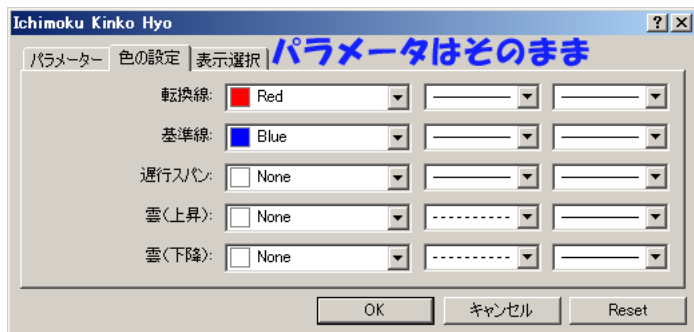 Ichimoku Kinko Hyo
パラメーター 色の設定 表示選択 パラメータはそのまま
転換線: Red
基準線: Blue
遅行スパン: None
雲(上昇): None
雲(下降): None
OK キャンセル Reset